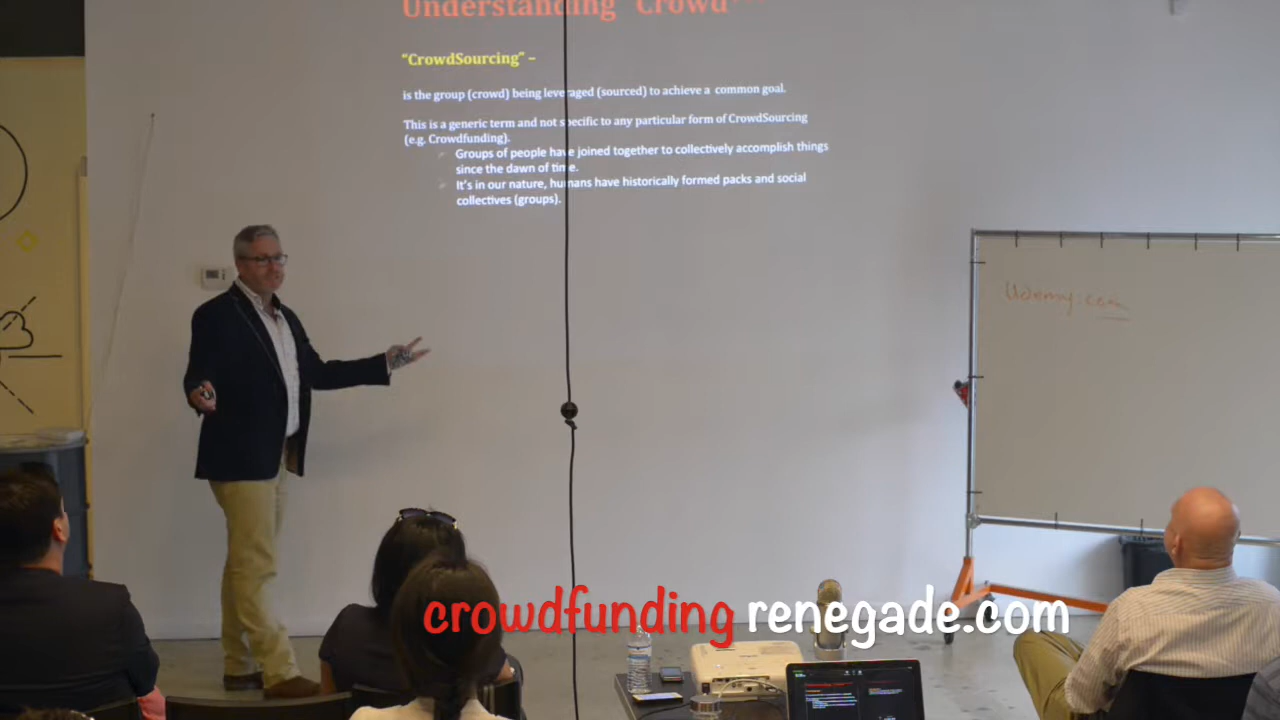 Understanding "Crowd***
"CrowdSourcing" –
is the group (crowd) being leveraged (sourced) to achieve a common goal.
This is a generic term and not specific to any particular form of CrowdSourcing
(e.g. Crowdfunding).
Groups of people have joined together to collectively accomplish things
since the dawn of time.
It's in our nature, humans have historically formed packs and social
collectives (groups).
Udemy.com
crowdfunding renegade.com